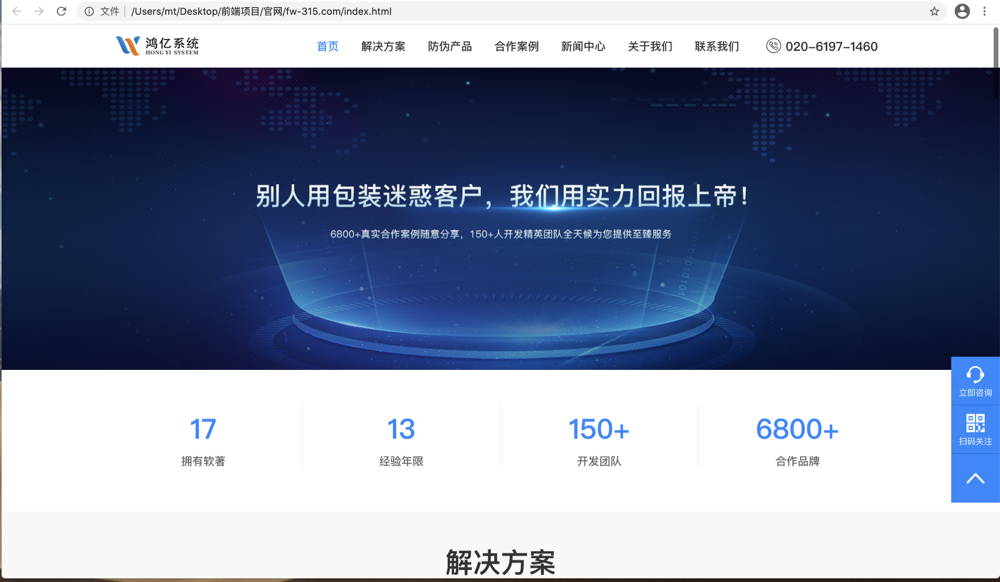 文件 /Users/mt/Desktop/前端项目/官网/fw-315.com/index.html
鸿亿系统
HONG YI SYSTEM
首页 解决方案 防伪产品 合作案例 新闻中心 关于我们 联系我们 020-6197-1460
别人用包装迷惑客户，我们用实力回报上帝！
6800+真实合作案例随意分享，150+人开发精英团队全天候为您提供至臻服务
立即咨询
扫码关注
17 13 150+ 6800+
拥有软著 经验年限 开发团队 合作品牌
解决方案